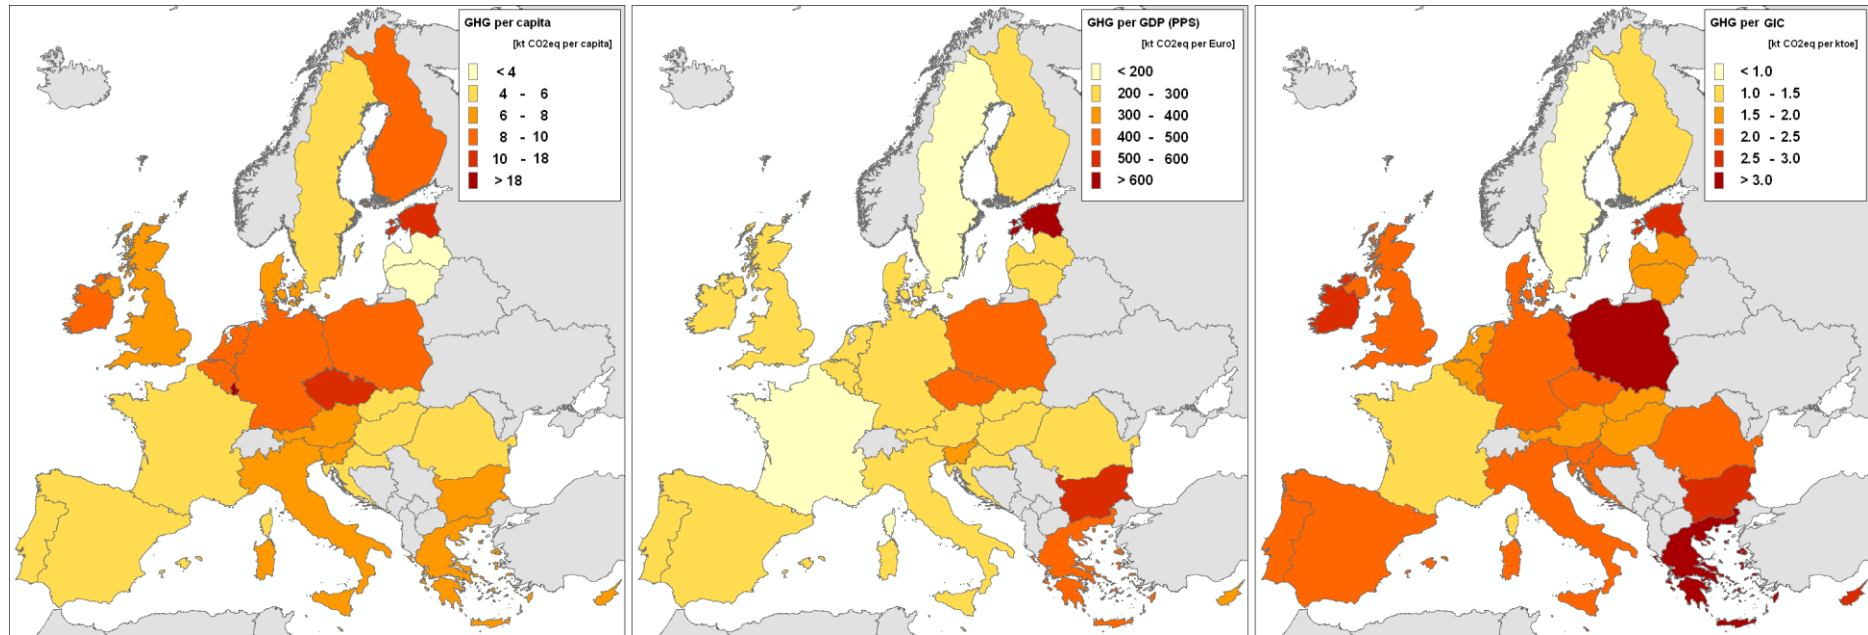 GHG per capita
[kt CO2eq per capita]
< 4
4 - 6
6 - 8
8 - 10
10 - 18
> 18
GHG per GDP (PPS)
[kt CO2eq per Euro]
< 200
200 - 300
300 - 400
400 - 500
500 - 600
> 600
GHG per GIC
[kt CO2eq per ktoe]
< 1.0
1.0 - 1.5
1.5 - 2.0
2.0 - 2.5
2.5 - 3.0
> 3.0